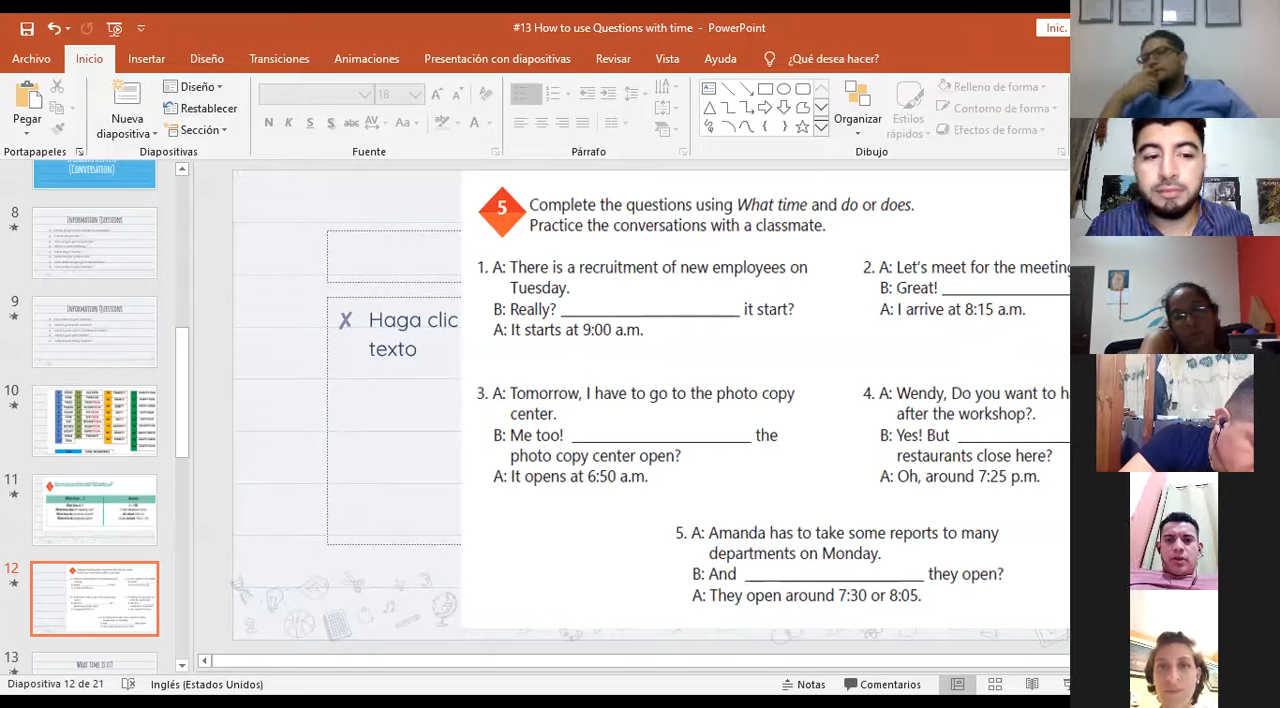 #13 How to use Questions with time - PowerPoint
Inic.
Archivo Inicio Insertar Diseño Transiciones Animaciones Presentación con diapositivas Revisar Vista Ayuda ¿Qué desea hacer?
Pegar
Nueva
diapositiva
Diseño
Restablecer
Sección
18
N K S S abc AV Aa A
Organizar
Estilos
rápidos
Relleno de forma
Contorno de forma
Efectos de forma
Portapapeles Diapositivas Fuente Párrafo Dibujo
(Conversation)
8
Information Questions
9
Information Questions
10
11
12
13
What time is it?
Haga clic
texto
5
Complete the questions using What time and do or does.
Practice the conversations with a classmate.
1. A: There is a recruitment of new employees on
Tuesday.
B: Really? ____________________ it start?
A: It starts at 9:00 a.m.
2. A: Let's meet for the meeting
B: Great! ______________
A: I arrive at 8:15 a.m.
3. A: Tomorrow, I have to go to the photo copy
center.
B: Me too! ____________________ the
photo copy center open?
A: It opens at 6:50 a.m.
4. A: Wendy, Do you want to h
after the workshop?.
B: Yes! But ____________
restaurants close here?
A: Oh, around 7:25 p.m.
5. A: Amanda has to take some reports to many
departments on Monday.
B: And ____________________ they open?
A: They open around 7:30 or 8:05.
Diapositiva 12 de 21 Inglés (Estados Unidos) Notas Comentarios